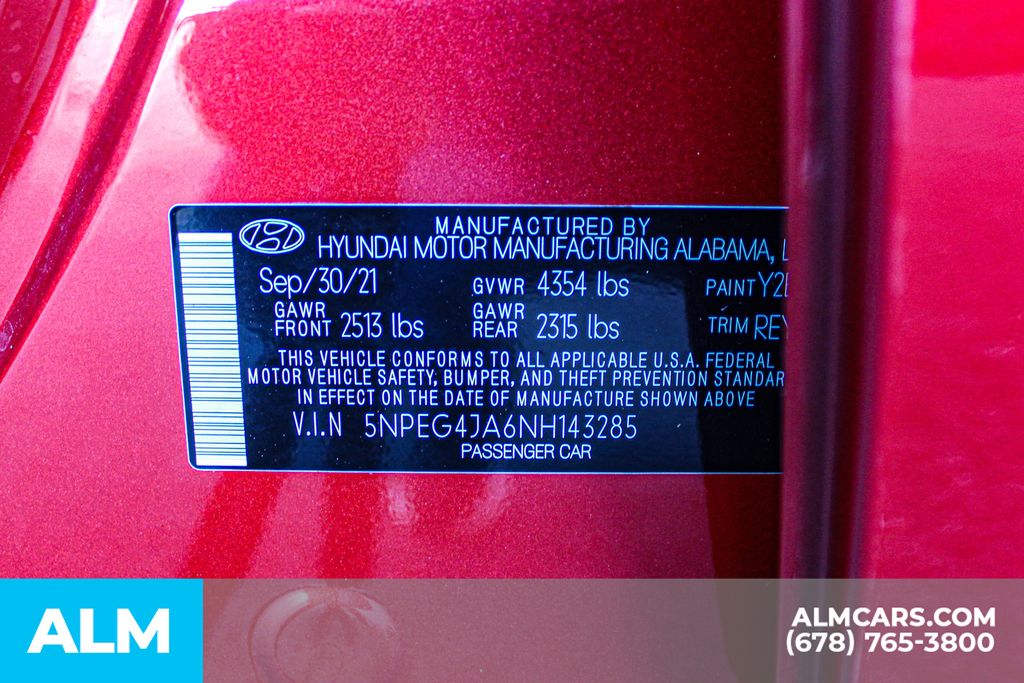 MANUFACTURED BY
HYUNDAI MOTOR MANUFACTURING ALABAMA,
Sep/30/21 GVWR 4354 lbs PAINT
GAWR FRONT 2513 lbs GAWR REAR 2315 lbs TRIM
THIS VEHICLE CONFORMS TO ALL APPLICABLE U.S.A. FEDERAL
MOTOR VEHICLE SAFETY, BUMPER, AND THEFT PREVENTION STANDAR
IN EFFECT ON THE DATE OF MANUFACTURE SHOWN ABOVE
V.I.N 5NPEG4JA6NH143285
PASSENGER CAR
ALM
ALMCARS.COM
(678) 765-3800